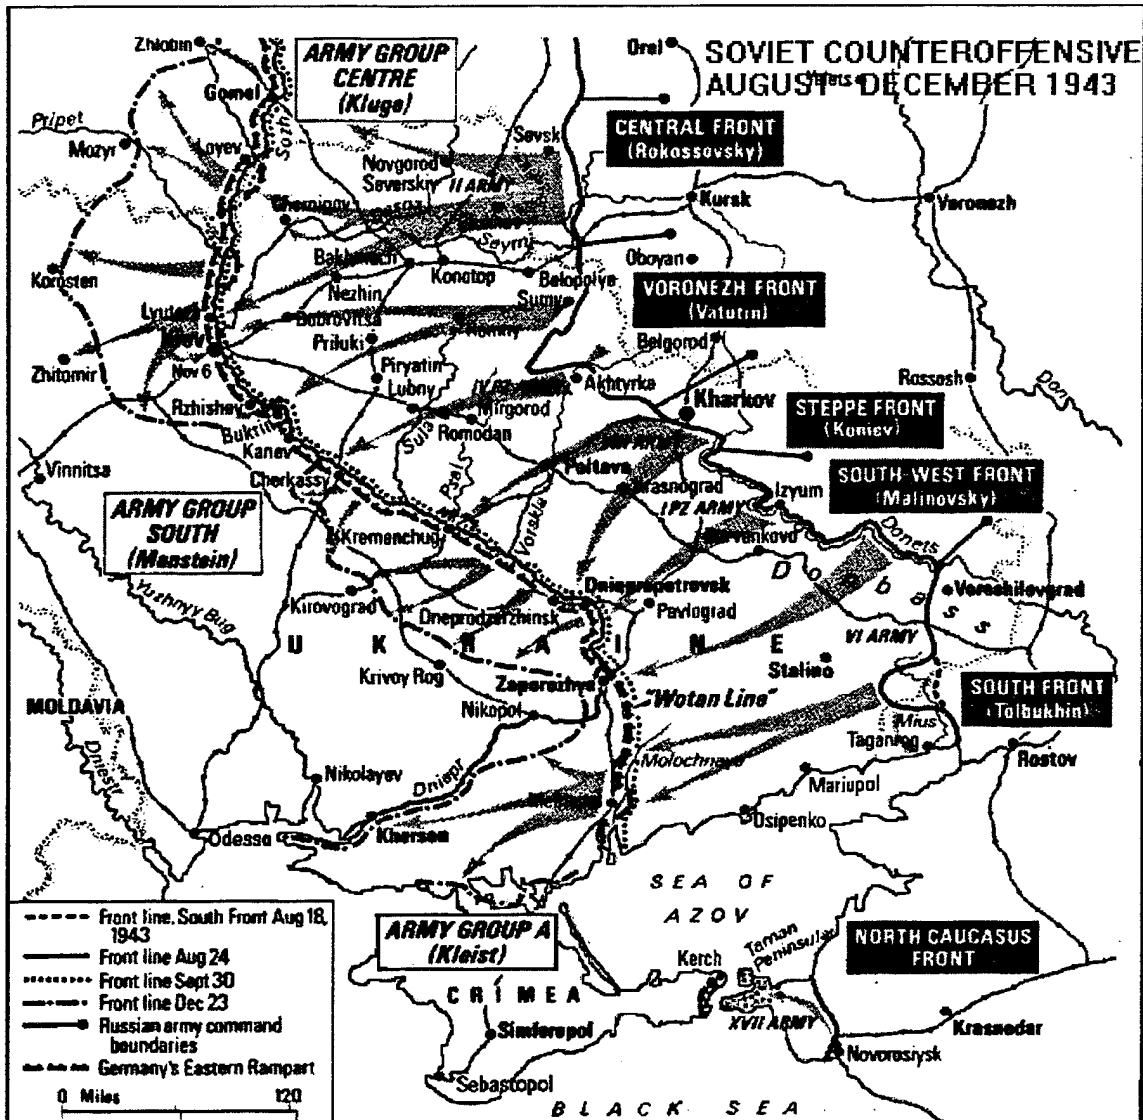 SOVIET COUNTEROFFENSIVE
AUGUST - DECEMBER 1943
Zhlobin
ARMY GROUP
CENTRE
(Kluge)
Orel
Gomel
Sozh
Pripet
Mozyr
Loyev
Sevsk
CENTRAL FRONT
(Rokossovsky)
Novgorod
Severskiy
II ARMY
Kursk
Voronezh
Seym
Oboyan
Korosten
Konotop
Nezhin
Belopolye
Sumy
VORONEZH FRONT
(Vatutin)
Priluki
Belgorod
Zhitomir
Nov 6
Piryatin
Lubny
Akhtyrka
Rossosh
Don
Rzhishev
Mirgorod
Kharkov
STEPPE FRONT
(Koniev)
Bukrin
Sula
Romodan
Kanev
Psel
Poltava
Vinnitsa
Cherkassy
SOUTH-WEST FRONT
(Malinovsky)
Izyum
I PZ ARMY
ARMY GROUP
SOUTH
(Manstein)
Kremenchug
Vorskla
Donets
Donbass
Dniepropetrovsk
Voroshilovgrad
Kirovograd
Dneprodzerzhinsk
Pavlograd
Yuzhnyy Bug
UKRAINE
VI ARMY
Krivoy Rog
Stalino
Zaporozhye
"Wotan Line"
SOUTH FRONT
(Tolbukhin)
MOLDAVIA
Nikopol
Mius
Taganrog
Dniestr
Molochnaya
Rostov
Nikolayev
Dniepr
Mariupol
Odessa
Kherson
Osipenko
SEA OF
AZOV
Front line, South Front Aug 18,
1943
Front line Aug 24
Front line Sept 30
Front line Dec 23
Russian army command
boundaries
Germany's Eastern Rampart
0 Miles 120
ARMY GROUP A
(Kleist)
Kerch
Taman
Peninsula
NORTH CAUCASUS
FRONT
CRIMEA
XVII ARMY
Simferopol
Krasnodar
Novorosiysk
Sebastopol
BLACK SEA